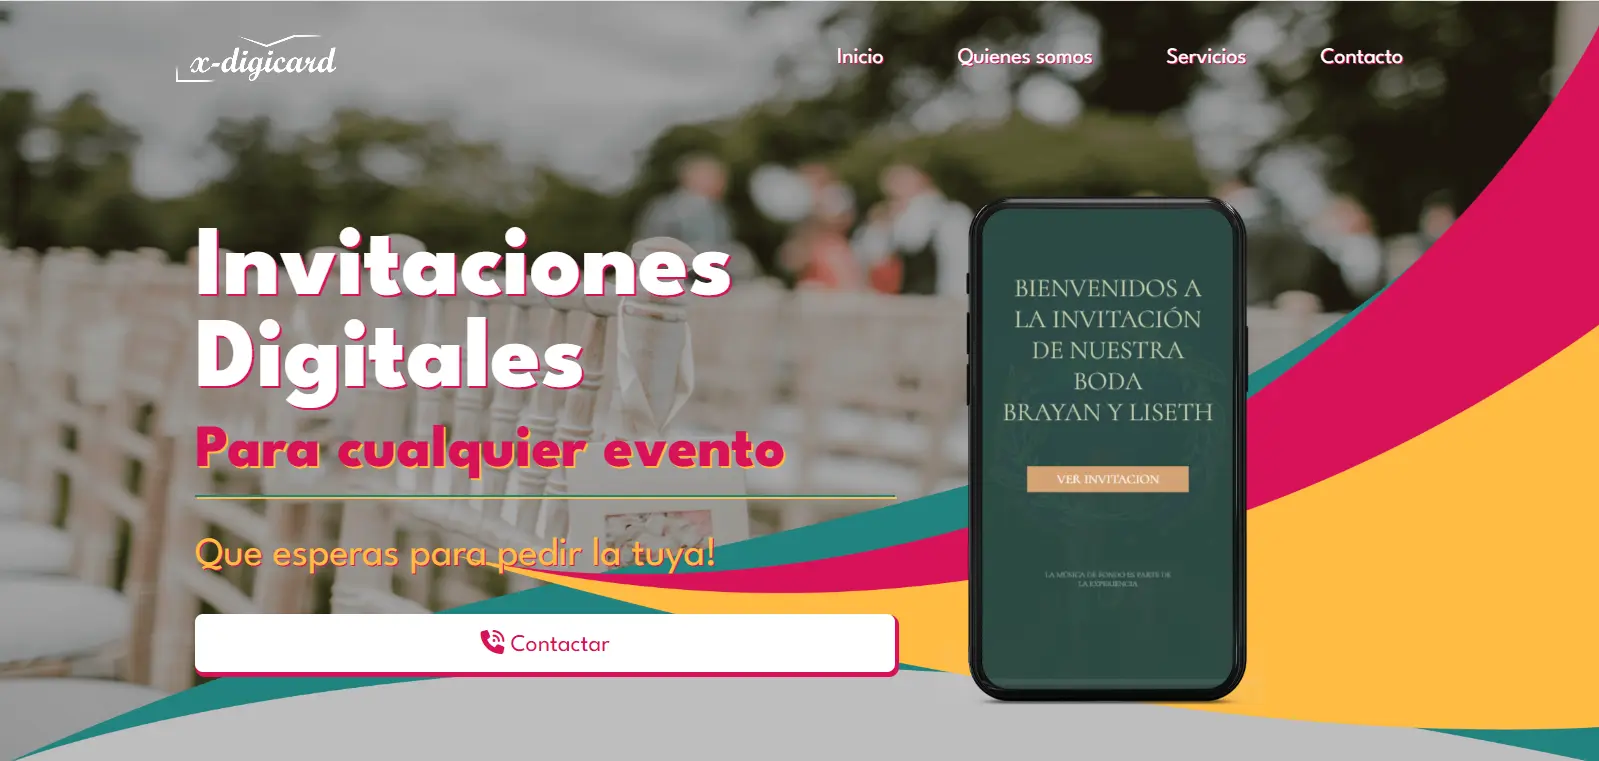 x-digicard
Inicio
Quienes somos
Servicios
Contacto
Invitaciones
Digitales
Para cualquier evento
Que esperas para pedir la tuya!
Contactar
BIENVENIDOS A
LA INVITACIÓN
DE NUESTRA
BODA
BRAYAN Y LISETH
VER INVITACION
LA MÚSICA DE FONDO ES PARTE DE
LA EXPERIENCIA